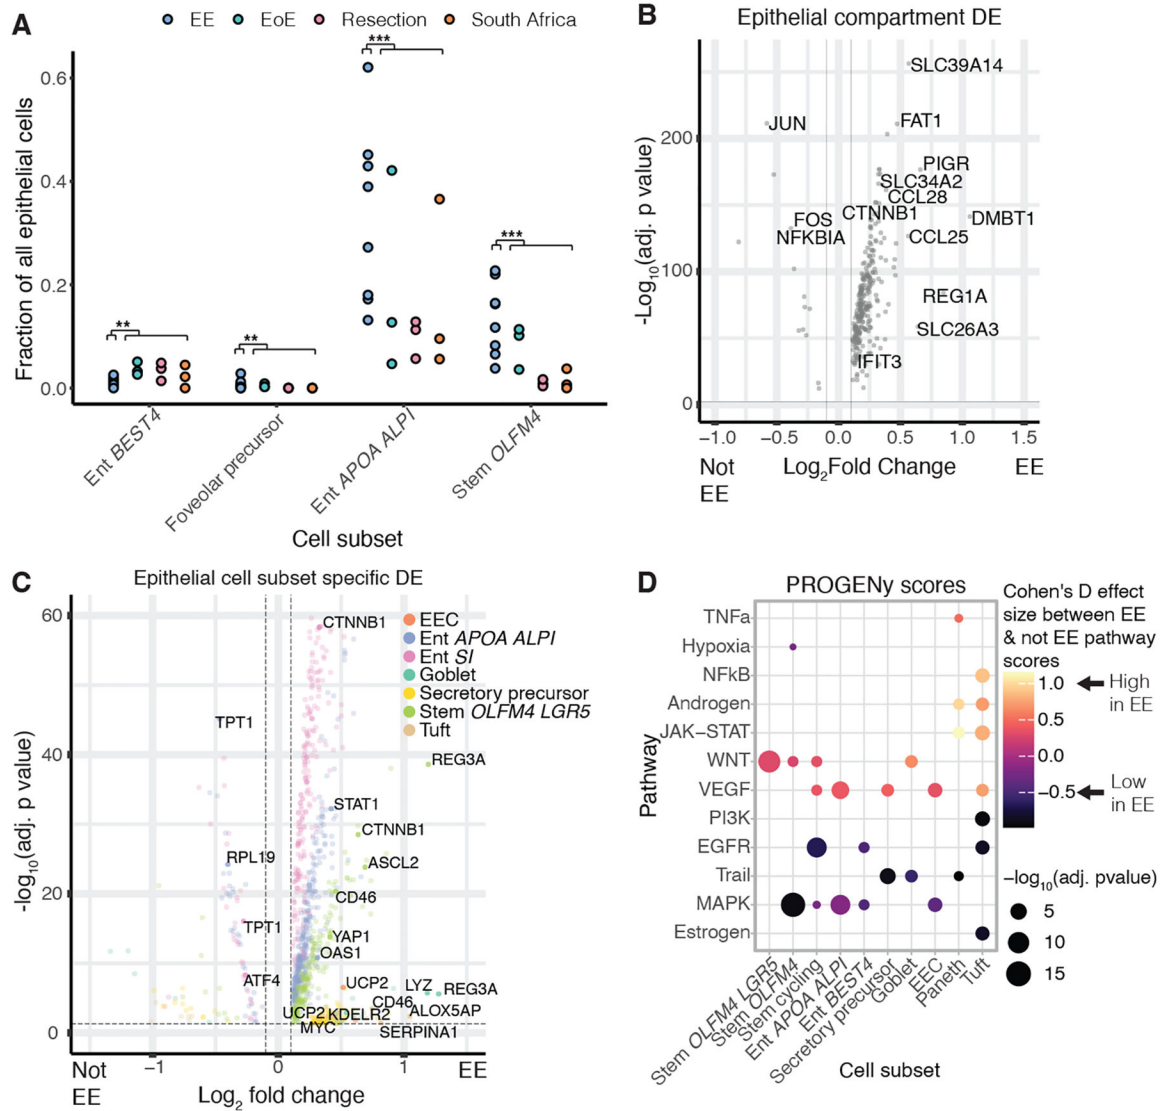 A
EE EoE Resection South Africa
Fraction of all epithelial cells
0.6
0.4
0.2
0.0
***
***
**
**
Ent BEST4
Foveolar precursor
Ent APOA ALPI
Stem OLFM4
Cell subset
B
Epithelial compartment DE
-Log10(adj. p value)
200
100
0
SLC39A14
JUN
FAT1
PIGR
SLC34A2
CCL28
FOS
CTNNB1
DMBT1
NFKBIA
CCL25
REG1A
SLC26A3
IFIT3
−1.0 −0.5 0.0 0.5 1.0 1.5
Not EE
Log2Fold Change
EE
C
Epithelial cell subset specific DE
-log10(adj. p value)
60
40
20
0
CTNNB1
EEC
Ent APOA ALPI
Ent SI
Goblet
Secretory precursor
Stem OLFM4 LGR5
Tuft
TPT1
REG3A
STAT1
CTNNB1
RPL19
ASCL2
CD46
TPT1
YAP1
OAS1
ATF4
UCP2
LYZ
REG3A
CD46
UCP2
KDELR2
ALOX5AP
MYC
SERPINA1
−1 0 1
Not EE
Log2 fold change
EE
D
PROGENy scores
Pathway
TNFa
Hypoxia
NFkB
Androgen
JAK−STAT
WNT
VEGF
PI3K
EGFR
Trail
MAPK
Estrogen
Stem OLFM4 LGR5
Stem OLFM4
Stem cycling
Ent APOA ALPI
Ent BEST4
Secretory precursor
Goblet
EEC
Paneth
Tuft
Cell subset
Cohen's D effect
size between EE
& not EE pathway
scores
1.0
0.5
0.0
−0.5
High
in EE
Low
in EE
−log10(adj. pvalue)
5
10
15